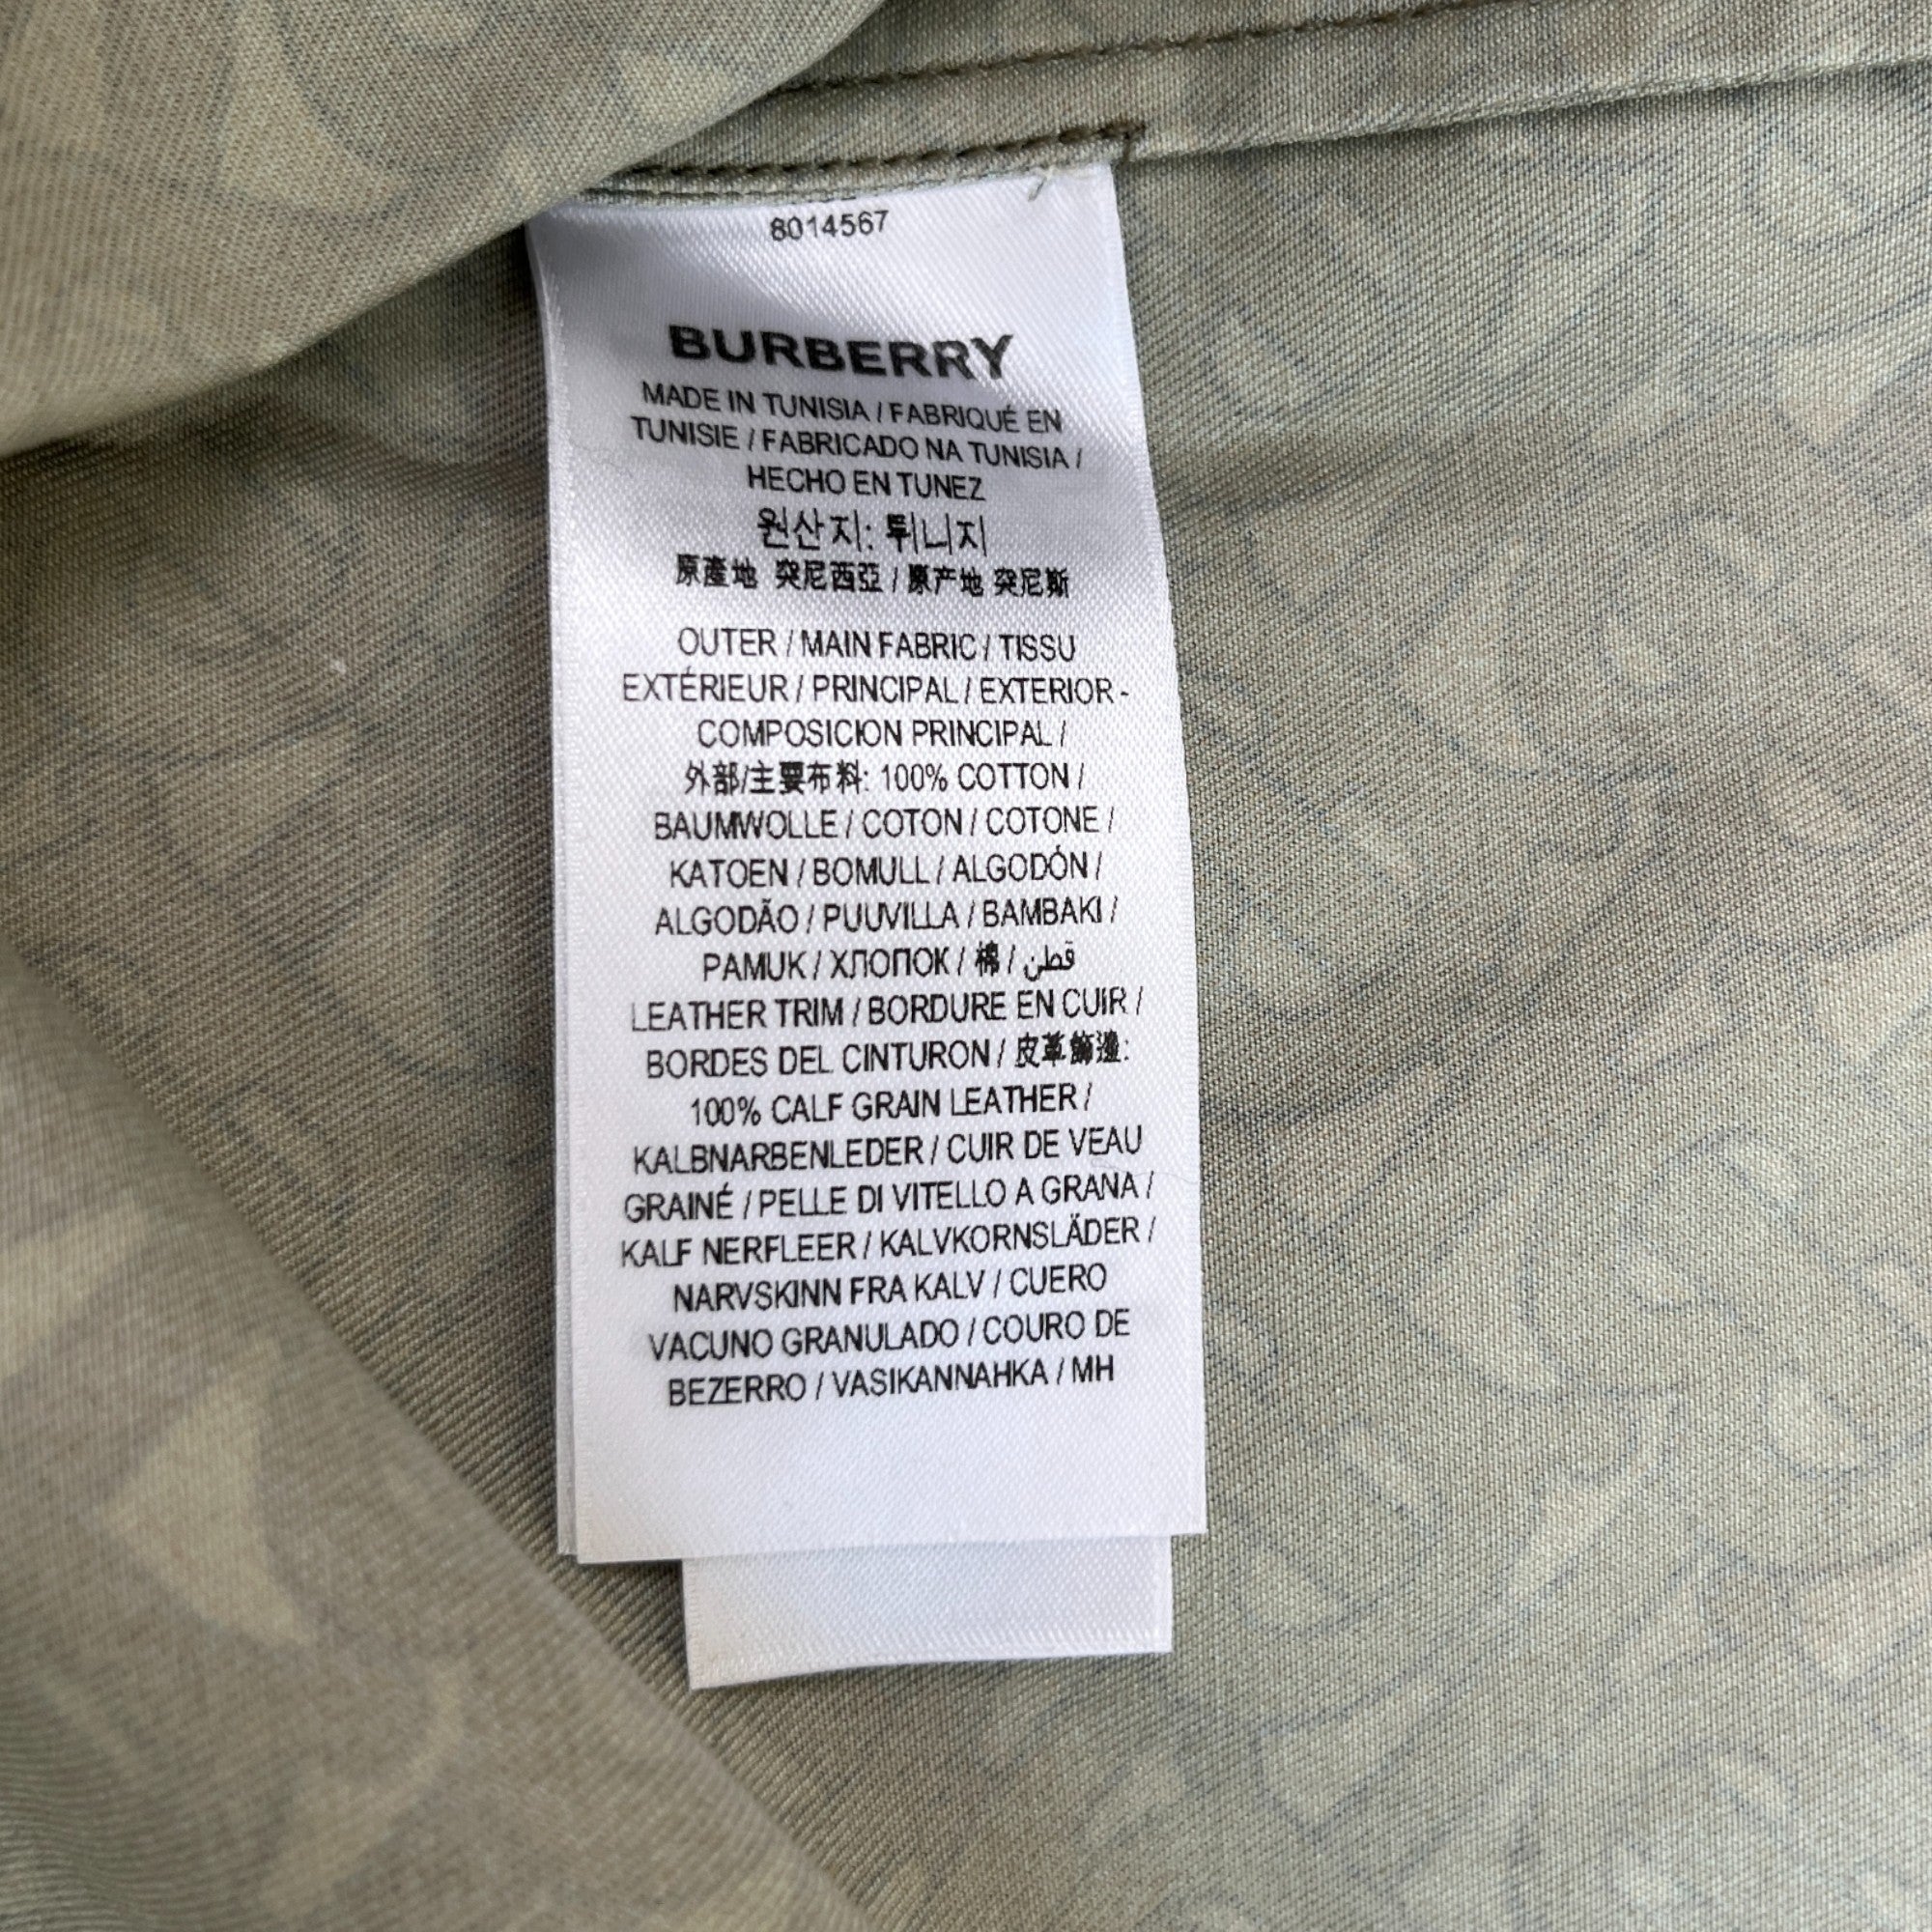 8014567
BURBERRY
MADE IN TUNISIA / FABRIQUÉ EN
TUNISIE / FABRICADO NA TUNISIA /
HECHO EN TUNEZ
원산지: 튀니지
原產地 突尼西亞 / 原产地 突尼斯
OUTER / MAIN FABRIC / TISSU
EXTÉRIEUR / PRINCIPAL / EXTERIOR -
COMPOSICION PRINCIPAL /
外部/主要布料: 100% COTTON /
BAUMWOLLE / COTON / COTONE /
KATOEN / BOMULL / ALGODÓN /
ALGODÃO / PUUVILLA / BAMBAKI /
PAMUK / ХЛОПОК / 棉 / قطن
LEATHER TRIM / BORDURE EN CUIR /
BORDES DEL CINTURON / 皮革飾邊:
100% CALF GRAIN LEATHER /
KALBNARBENLEDER / CUIR DE VEAU
GRAINÉ / PELLE DI VITELLO A GRANA /
KALF NERFLEER / KALVKORNSLÄDER /
NARVSKINN FRA KALV / CUERO
VACUNO GRANULADO / COURO DE
BEZERRO / VASIKANNAHKA / MH